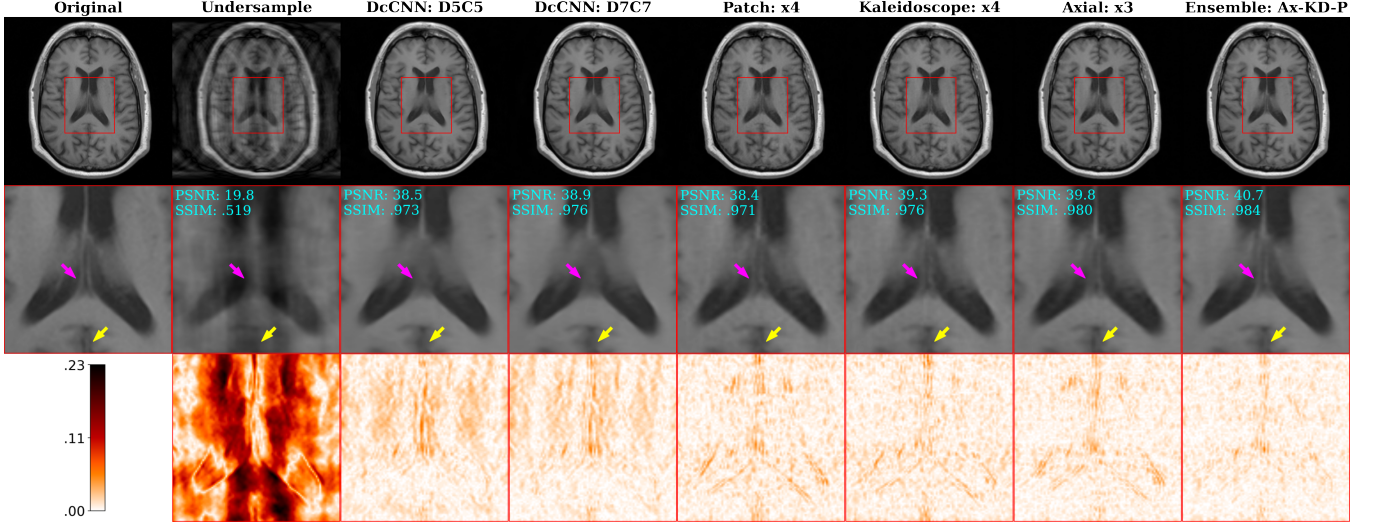 Original Undersample DcCNN: D5C5 DcCNN: D7C7 Patch: x4 Kaleidoscope: x4 Axial: x3 Ensemble: Ax-KD-P
PSNR: 19.8 PSNR: 38.5 PSNR: 38.9 PSNR: 38.4 PSNR: 39.3 PSNR: 39.8 PSNR: 40.7
SSIM: .519 SSIM: .973 SSIM: .976 SSIM: .971 SSIM: .976 SSIM: .980 SSIM: .984
.23
.11
.00